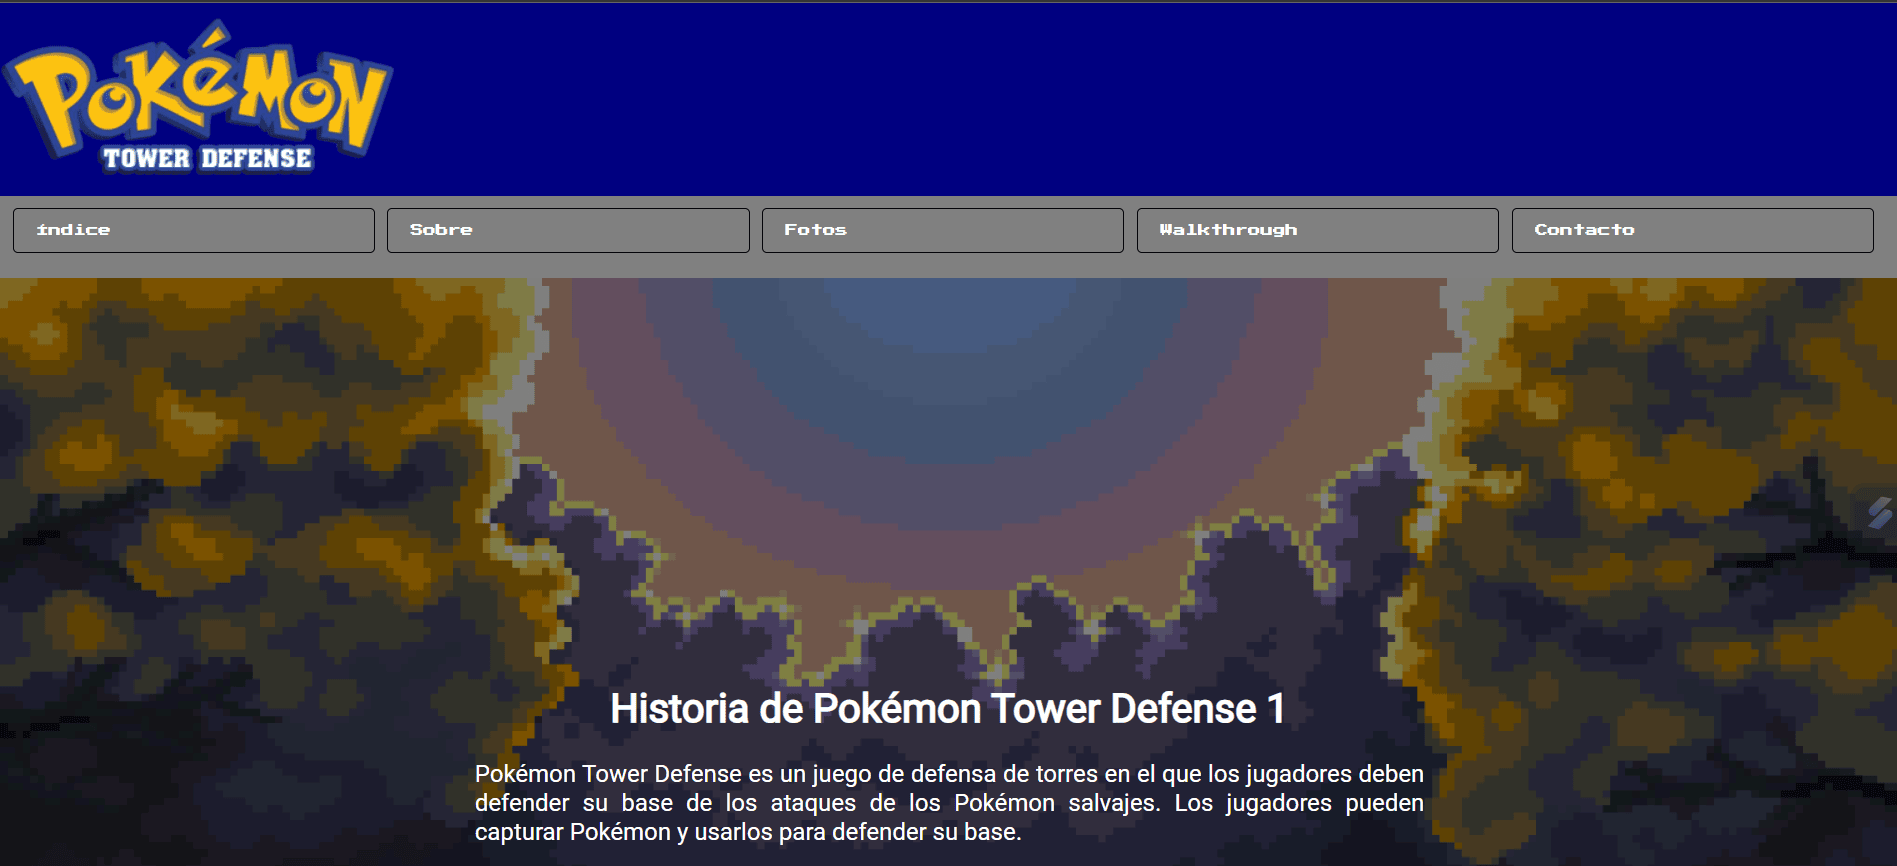 POKéMON
TOWER DEFENSE
índice
Sobre
Fotos
Walkthrough
Contacto
Historia de Pokémon Tower Defense 1
Pokémon Tower Defense es un juego de defensa de torres en el que los jugadores deben
defender su base de los ataques de los Pokémon salvajes. Los jugadores pueden
capturar Pokémon y usarlos para defender su base.